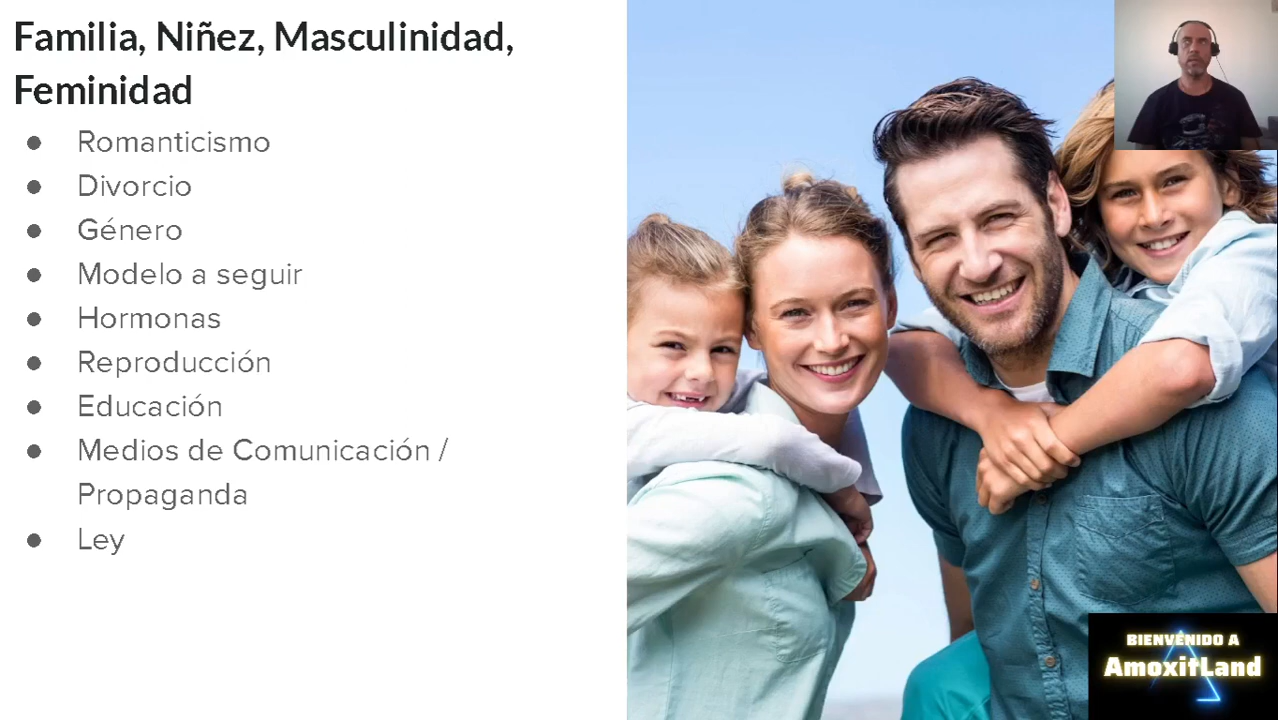 Familia, Niñez, Masculinidad,
Feminidad
● Romanticismo
● Divorcio
● Género
● Modelo a seguir
● Hormonas
● Reproducción
● Educación
● Medios de Comunicación /
Propaganda
● Ley
BIENVENIDO A
AmoxitLand